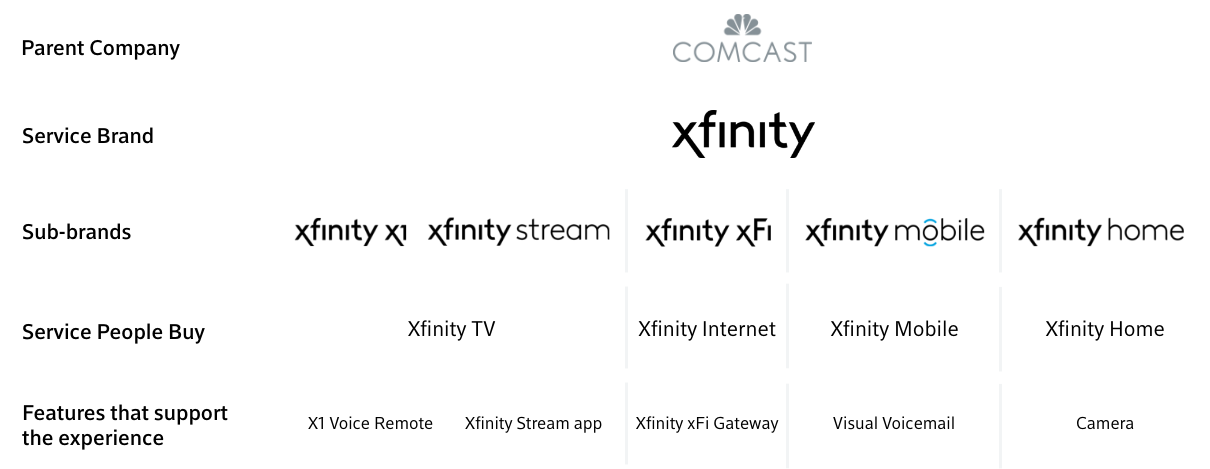 Parent Company
COMCAST
Service Brand
xfinity
Sub-brands
xfinity x1 xfinity stream xfinity xFi xfinity mobile xfinity home
Service People Buy
Xfinity TV Xfinity Internet Xfinity Mobile Xfinity Home
Features that support
the experience
X1 Voice Remote Xfinity Stream app Xfinity xFi Gateway Visual Voicemail Camera